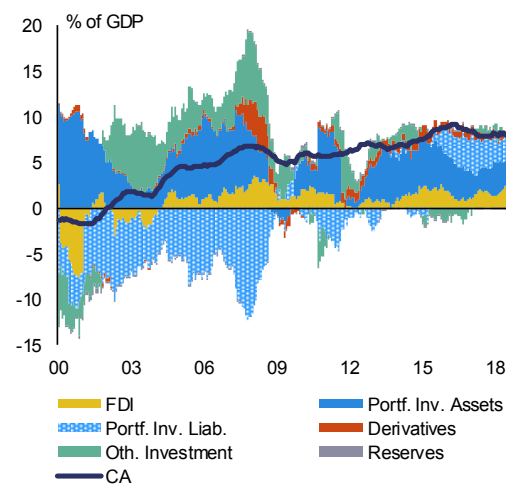 % of GDP
20
15
10
5
0
-5
-10
-15
00 03 06 09 12 15 18
FDI Portf. Inv. Assets
Portf. Inv. Liab. Derivatives
Oth. Investment Reserves
CA